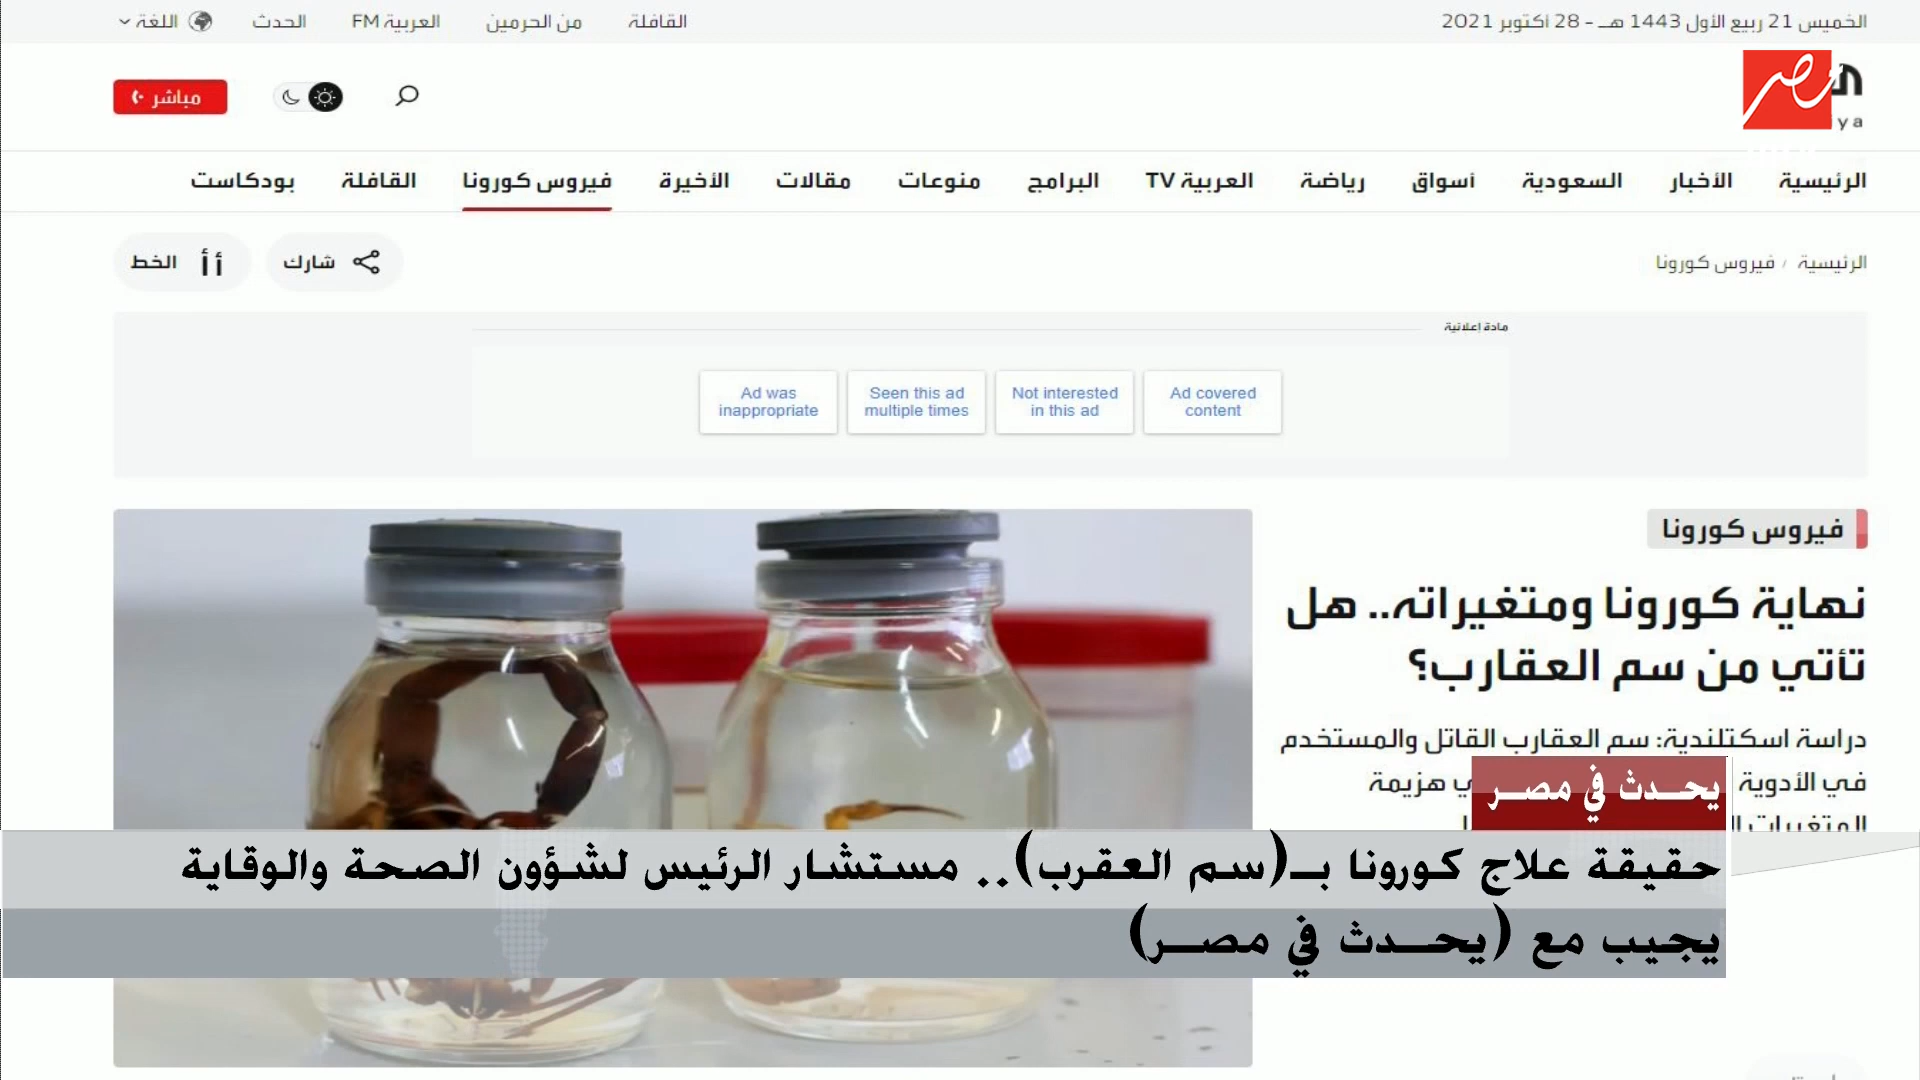 الخميس 21 ربيع الأول 1443 هـ - 28 أكتوبر 2021
القافلة
من الحرمين
العربية FM
الحدث
اللغة
مصر
ya
مباشر
الرئيسية
الأخبار
السعودية
أسواق
رياضة
العربية TV
البرامج
منوعات
مقالات
الأخيرة
فيروس كورونا
القافلة
بودكاست
الرئيسية / فيروس كورونا
شارك
أأ الخط
مادة إعلانية
Ad was
inappropriate
Seen this ad
multiple times
Not interested
in this ad
Ad covered
content
فيروس كورونا
نهاية كورونا ومتغيراته.. هل
تأتي من سم العقارب؟
دراسة اسكتلندية: سم العقارب القاتل والمستخدم
في الأدوية
هزيمة
يحدث في مصر
حقيقة علاج كورونا بـ(سم العقرب).. مستشار الرئيس لشؤون الصحة والوقاية
يجيب مع (يحدث في مصر)